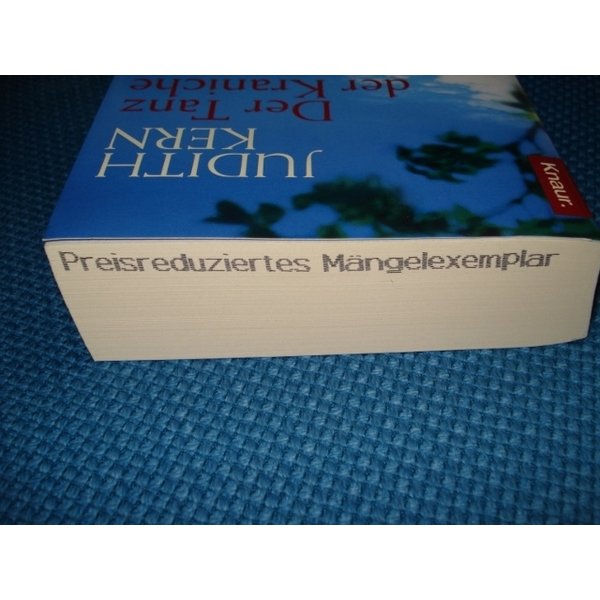 JUDITH
KERN
Der Tanz
der Kraniche
Knaur.
Preisreduziertes Mängelexemplar